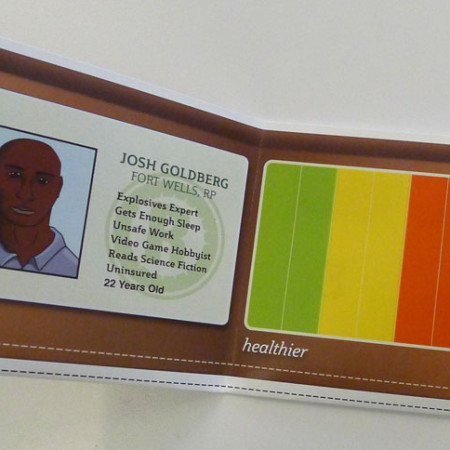 JOSH GOLDBERG
FORT WELLS, RP
Explosives Expert
Gets Enough Sleep
Unsafe Work
Video Game Hobbyist
Reads Science Fiction
Uninsured
22 Years Old
healthier